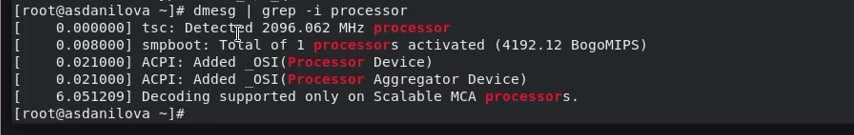 [root@asdanilova ~]# dmesg | grep -i processor
[    0.000000] tsc: Detected 2096.062 MHz processor
[    0.008000] smpboot: Total of 1 processors activated (4192.12 BogoMIPS)
[    0.021000] ACPI: Added _OSI(Processor Device)
[    0.021000] ACPI: Added _OSI(Processor Aggregator Device)
[    6.051209] Decoding supported only on Scalable MCA processors.
[root@asdanilova ~]#